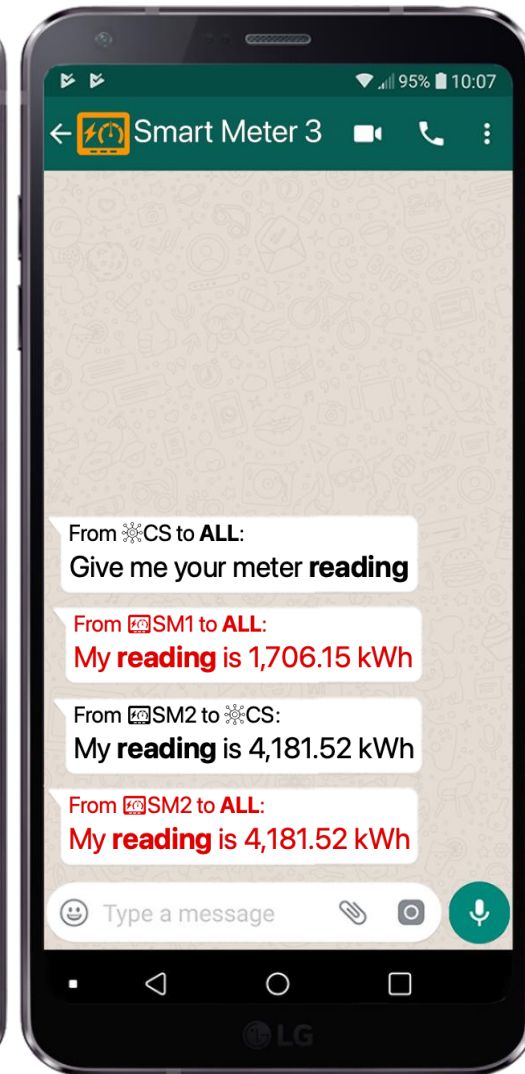 95% 10:07
Smart Meter 3
From CS to ALL:
Give me your meter reading
From SM1 to ALL:
My reading is 1,706.15 kWh
From SM2 to CS:
My reading is 4,181.52 kWh
From SM2 to ALL:
My reading is 4,181.52 kWh
Type a message
LG